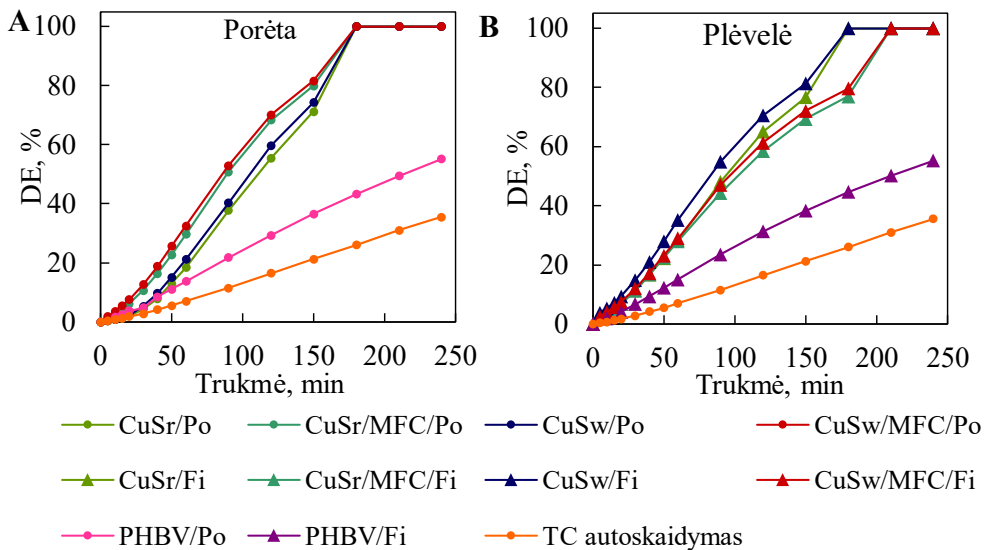 A
Porėta
DE, %
100
80
60
40
20
0
0 50 100 150 200 250
Trukmė, min
B
Plėvelė
DE, %
100
80
60
40
20
0
0 50 100 150 200 250
Trukmė, min
CuSr/Po CuSr/MFC/Po CuSw/Po CuSw/MFC/Po
CuSr/Fi CuSr/MFC/Fi CuSw/Fi CuSw/MFC/Fi
PHBV/Po PHBV/Fi TC autoskaidymas